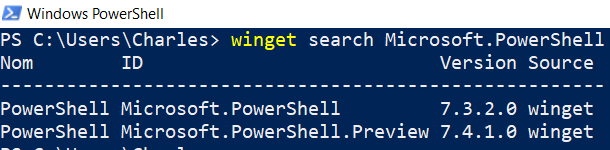 Windows PowerShell
PS C:\Users\Charles> winget search Microsoft.PowerShell
Nom ID Version Source
-------------------------------------------------------
PowerShell Microsoft.PowerShell 7.3.2.0 winget
PowerShell Microsoft.PowerShell.Preview 7.4.1.0 winget